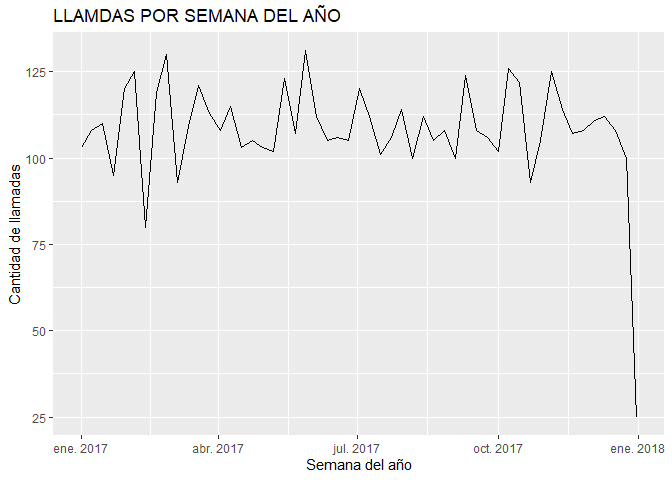 LLAMDAS POR SEMANA DEL AÑO
Cantidad de llamadas
125
100
75
50
25
ene. 2017
abr. 2017
jul. 2017
oct. 2017
ene. 2018
Semana del año